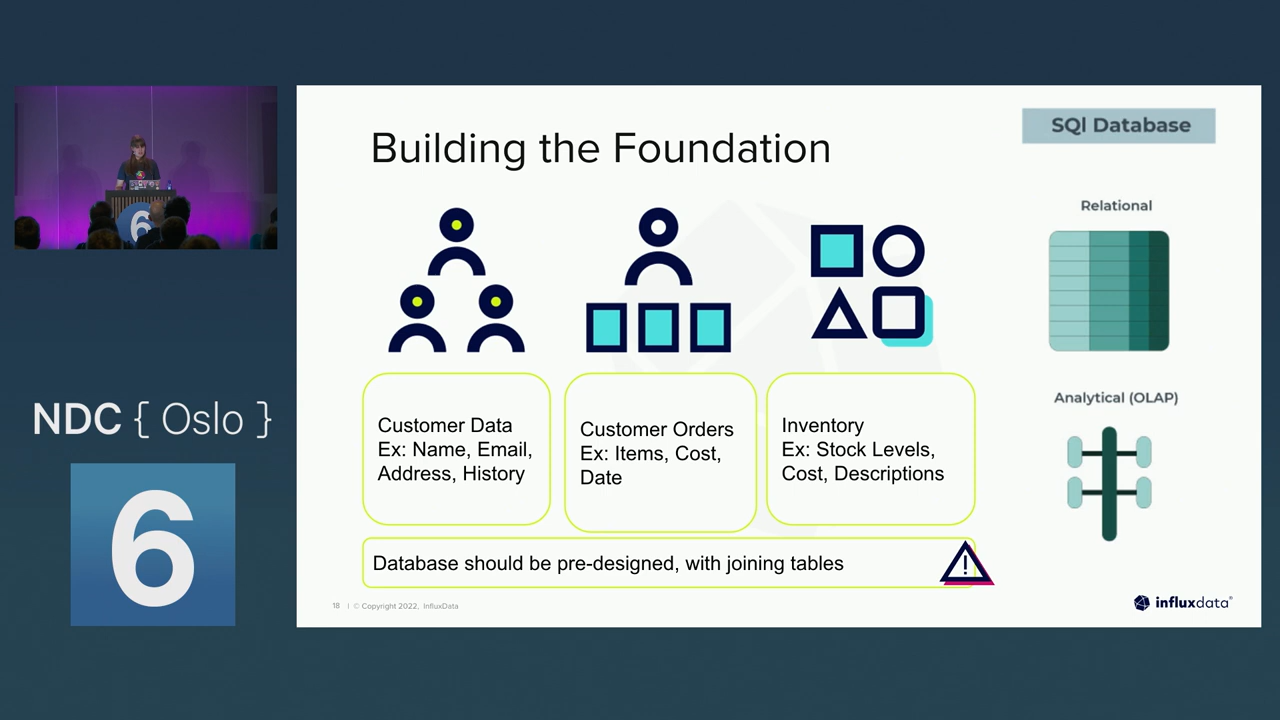 Building the Foundation
SQl Database
Relational
Analytical (OLAP)
Customer Data
Ex: Name, Email,
Address, History
Customer Orders
Ex: Items, Cost,
Date
Inventory
Ex: Stock Levels,
Cost, Descriptions
Database should be pre-designed, with joining tables
!
18 | © Copyright 2022, InfluxData
influxdata®
NDC { Oslo }
6
6